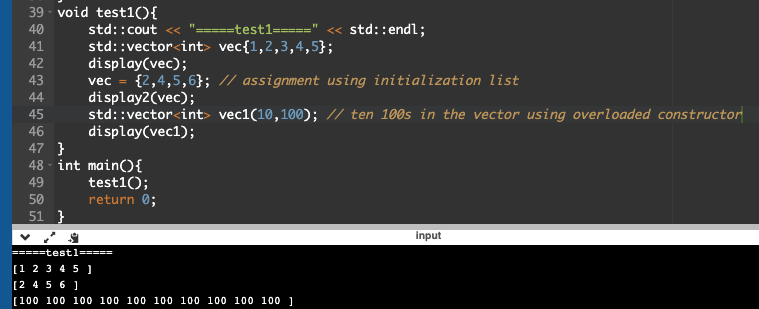 39 void test1(){
40     std::cout << "=====test1=====" << std::endl;
41     std::vector<int> vec{1,2,3,4,5};
42     display(vec);
43     vec = {2,4,5,6}; // assignment using initialization list
44     display2(vec);
45     std::vector<int> vec1(10,100); // ten 100s in the vector using overloaded constructor
46     display(vec1);
47 }
48 int main(){
49     test1();
50     return 0;
51 }
input
=====test1=====
[1 2 3 4 5 ]
[2 4 5 6 ]
[100 100 100 100 100 100 100 100 100 100 ]